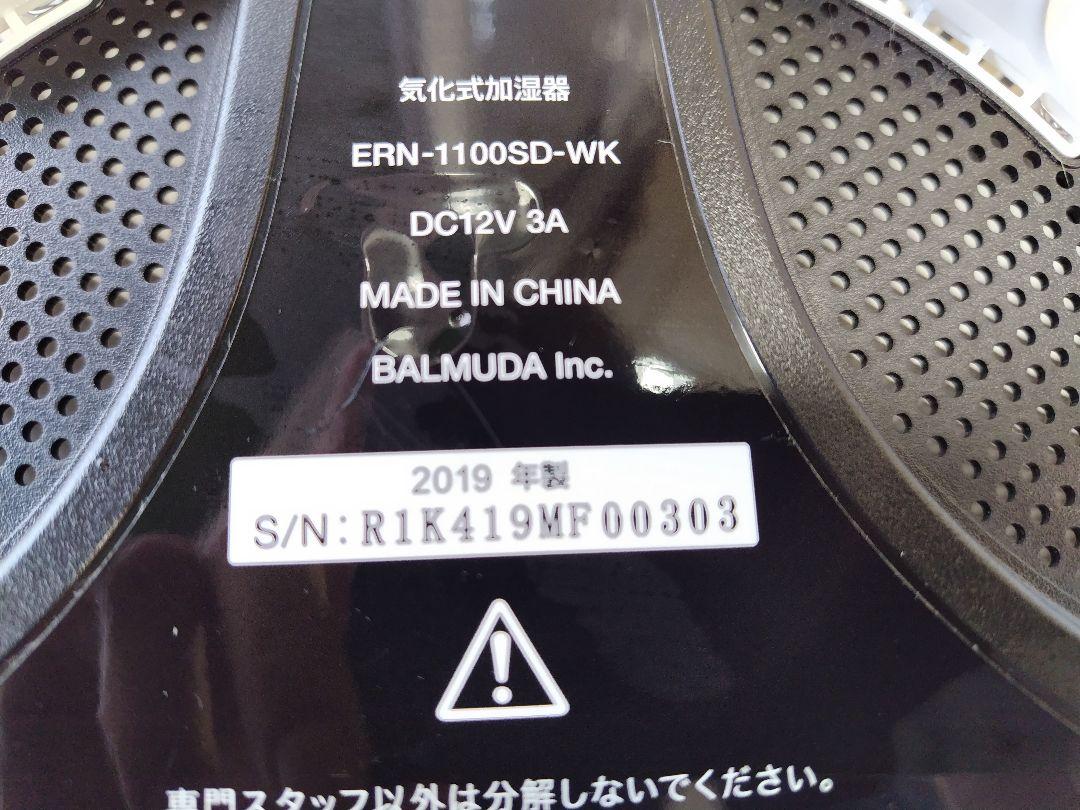 気化式加湿器
ERN-1100SD-WK
DC12V 3A
MADE IN CHINA
BALMUDA Inc.
2019 年製
S/N: R1K419MF00303
専門スタッフ以外は分解しないでください。